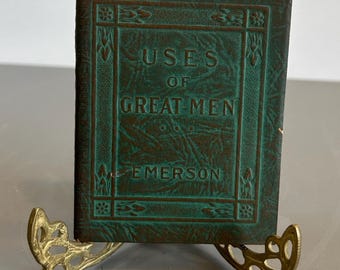 USES
OF
GREAT MEN
EMERSON